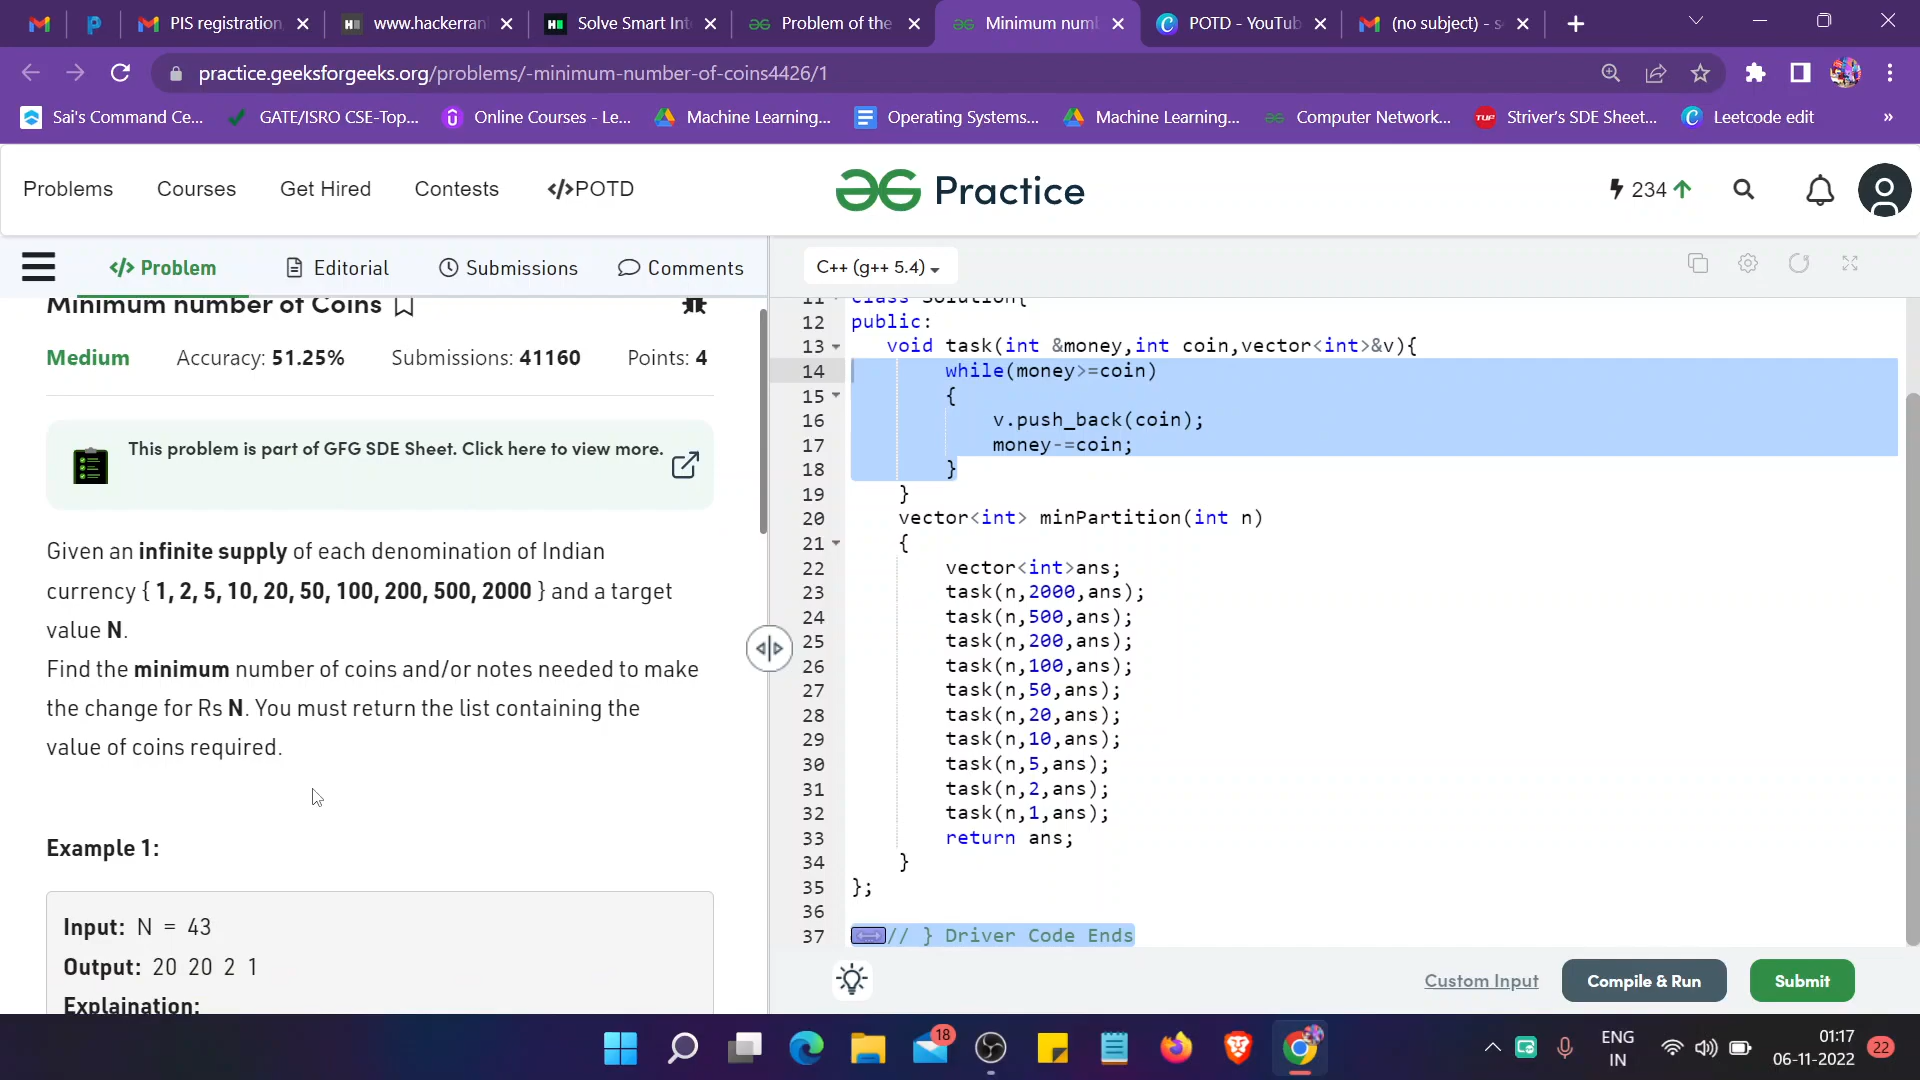 PIS registration
www.hackerran
Solve Smart Int
Problem of the
Minimum num
POTD - YouTub
(no subject) - s
practice.geeksforgeeks.org/problems/-minimum-number-of-coins4426/1
Sai's Command Ce...
GATE/ISRO CSE-Top...
Online Courses - Le...
Machine Learning...
Operating Systems...
Machine Learning...
Computer Network...
TUF
Striver's SDE Sheet...
Leetcode edit
»
Problems
Courses
Get Hired
Contests
</>POTD
Practice
234
</> Problem
Editorial
Submissions
Comments
C++ (g++ 5.4)
Minimum number of Coins
Medium
Accuracy: 51.25%
Submissions: 41160
Points: 4
This problem is part of GFG SDE Sheet. Click here to view more.
Given an infinite supply of each denomination of Indian
currency { 1, 2, 5, 10, 20, 50, 100, 200, 500, 2000 } and a target
value N.
Find the minimum number of coins and/or notes needed to make
the change for Rs N. You must return the list containing the
value of coins required.
Example 1:
Input: N = 43
Output: 20 20 2 1
Explaination:
11 class Solution{
12 public:
13 void task(int &money,int coin,vector<int>&v){
14 while(money>=coin)
15 {
16 v.push_back(coin);
17 money-=coin;
18 }
19 }
20 vector<int> minPartition(int n)
21 {
22 vector<int>ans;
23 task(n,2000,ans);
24 task(n,500,ans);
25 task(n,200,ans);
26 task(n,100,ans);
27 task(n,50,ans);
28 task(n,20,ans);
29 task(n,10,ans);
30 task(n,5,ans);
31 task(n,2,ans);
32 task(n,1,ans);
33 return ans;
34 }
35 };
36
37 // } Driver Code Ends
Custom Input
Compile & Run
Submit
18
ENG
IN
01:17
06-11-2022
22